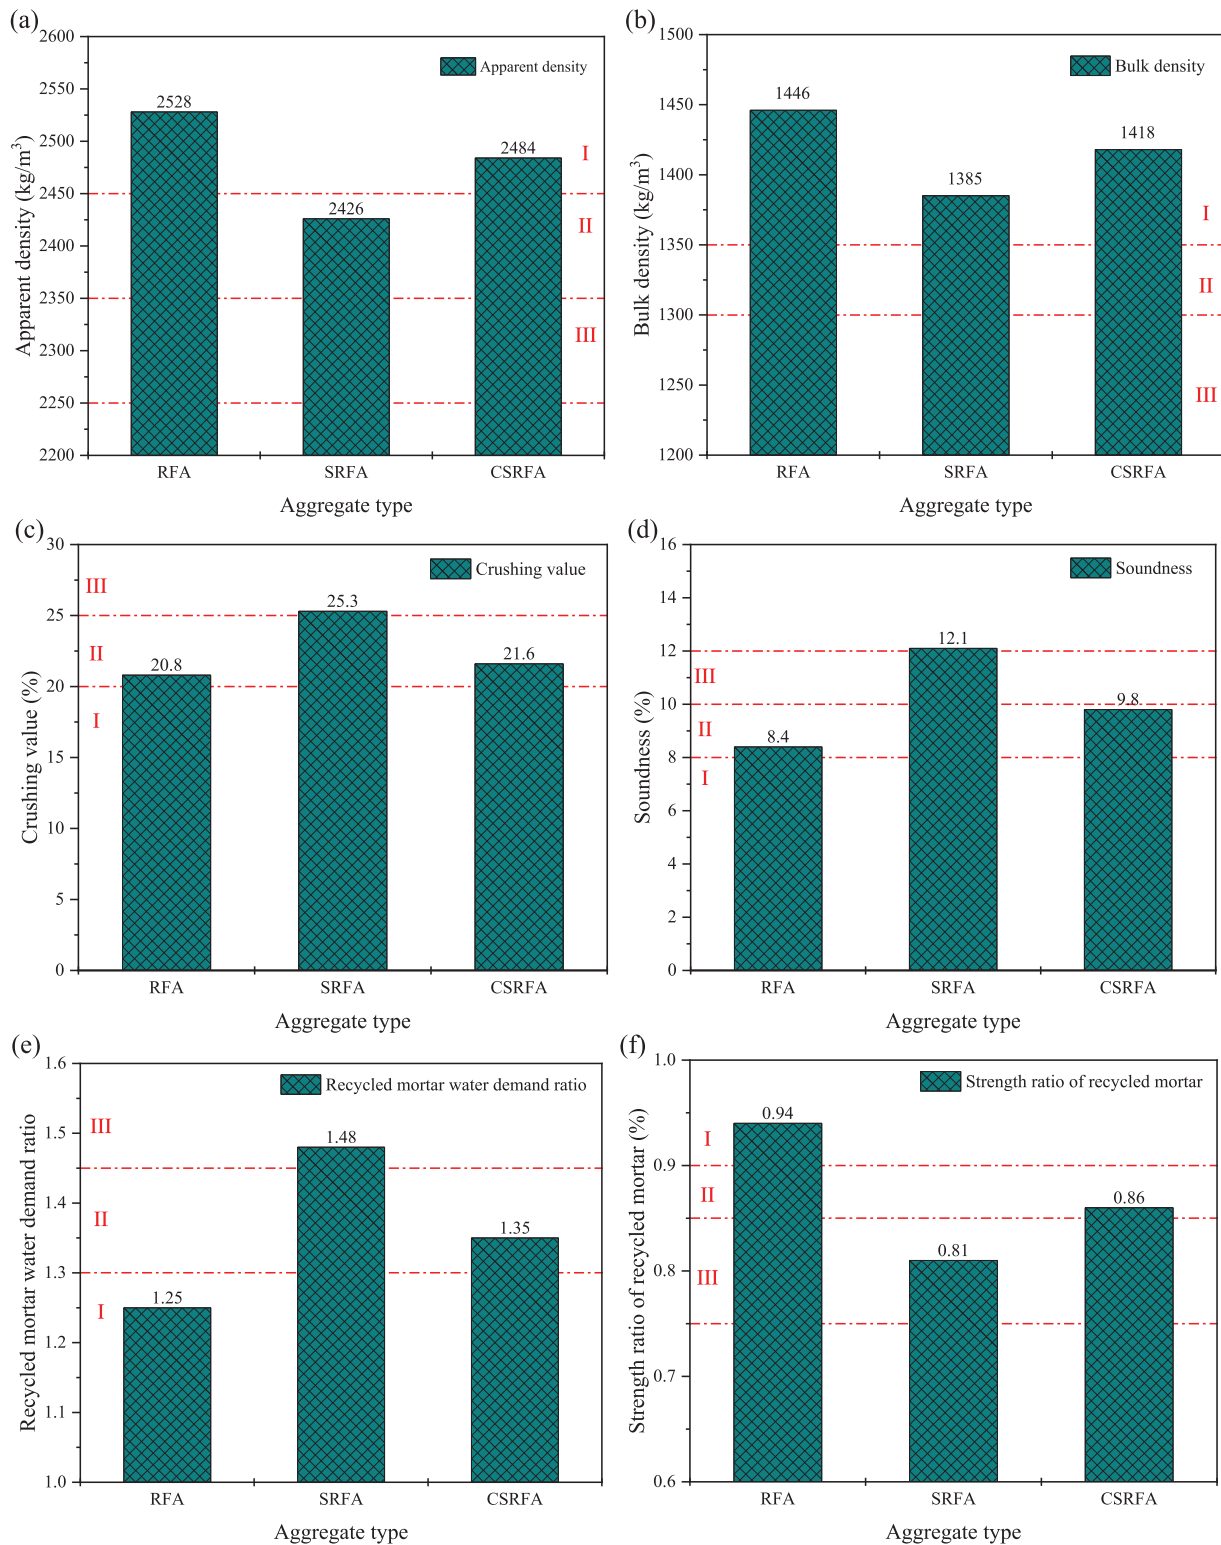 (a)
2600
2550
2500
2450
2400
2350
2300
2250
2200
Apparent density (kg/m³)
Apparent density
2528
2426
2484
I
II
III
RFA
SRFA
CSRFA
Aggregate type
(b)
1500
1450
1400
1350
1300
1250
1200
Bulk density (kg/m³)
Bulk density
1446
1385
1418
I
II
III
RFA
SRFA
CSRFA
Aggregate type
(c)
30
25
20
15
10
5
0
Crushing value (%)
Crushing value
III
II
I
20.8
25.3
21.6
RFA
SRFA
CSRFA
Aggregate type
(d)
16
14
12
10
8
6
4
2
0
Soundness (%)
Soundness
III
II
I
8.4
12.1
9.8
RFA
SRFA
CSRFA
Aggregate type
(e)
1.6
1.5
1.4
1.3
1.2
1.1
1.0
Recycled mortar water demand ratio
Recycled mortar water demand ratio
III
II
I
1.25
1.48
1.35
RFA
SRFA
CSRFA
Aggregate type
(f)
1.0
0.9
0.8
0.7
0.6
Strength ratio of recycled mortar (%)
Strength ratio of recycled mortar
I
II
III
0.94
0.81
0.86
RFA
SRFA
CSRFA
Aggregate type